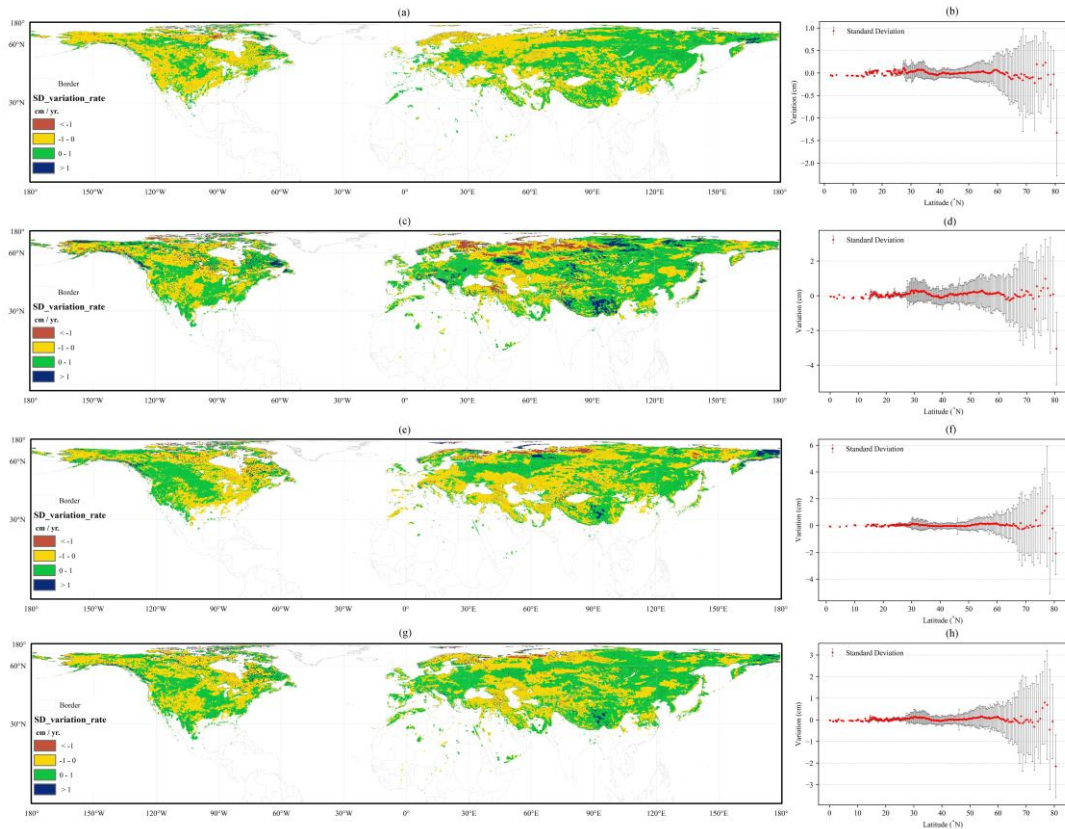 (a)
180°
60°N
30°N
Border
SD_variation_rate
cm / yr.
< -1
-1 - 0
0 - 1
> 1
180° 150°W 120°W 90°W 60°W 30°W 0° 30°E 60°E 90°E 120°E 150°E 180°
(b)
Standard Deviation
Variation (cm)
1.0
0.5
0.0
-0.5
-1.0
-1.5
-2.0
0 10 20 30 40 50 60 70 80
Latitude (°N)
(c)
180°
60°N
30°N
Border
SD_variation_rate
cm / yr.
< -1
-1 - 0
0 - 1
> 1
180° 150°W 120°W 90°W 60°W 30°W 0° 30°E 60°E 90°E 120°E 150°E 180°
(d)
Standard Deviation
Variation (cm)
2
0
-2
-4
0 10 20 30 40 50 60 70 80
Latitude (°N)
(e)
180°
60°N
30°N
Border
SD_variation_rate
cm / yr.
< -1
-1 - 0
0 - 1
> 1
180° 150°W 120°W 90°W 60°W 30°W 0° 30°E 60°E 90°E 120°E 150°E 180°
(f)
Standard Deviation
Variation (cm)
6
4
2
0
-2
-4
0 10 20 30 40 50 60 70 80
Latitude (°N)
(g)
180°
60°N
30°N
Border
SD_variation_rate
cm / yr.
< -1
-1 - 0
0 - 1
> 1
180° 150°W 120°W 90°W 60°W 30°W 0° 30°E 60°E 90°E 120°E 150°E 180°
(h)
Standard Deviation
Variation (cm)
3
2
1
0
-1
-2
-3
0 10 20 30 40 50 60 70 80
Latitude (°N)